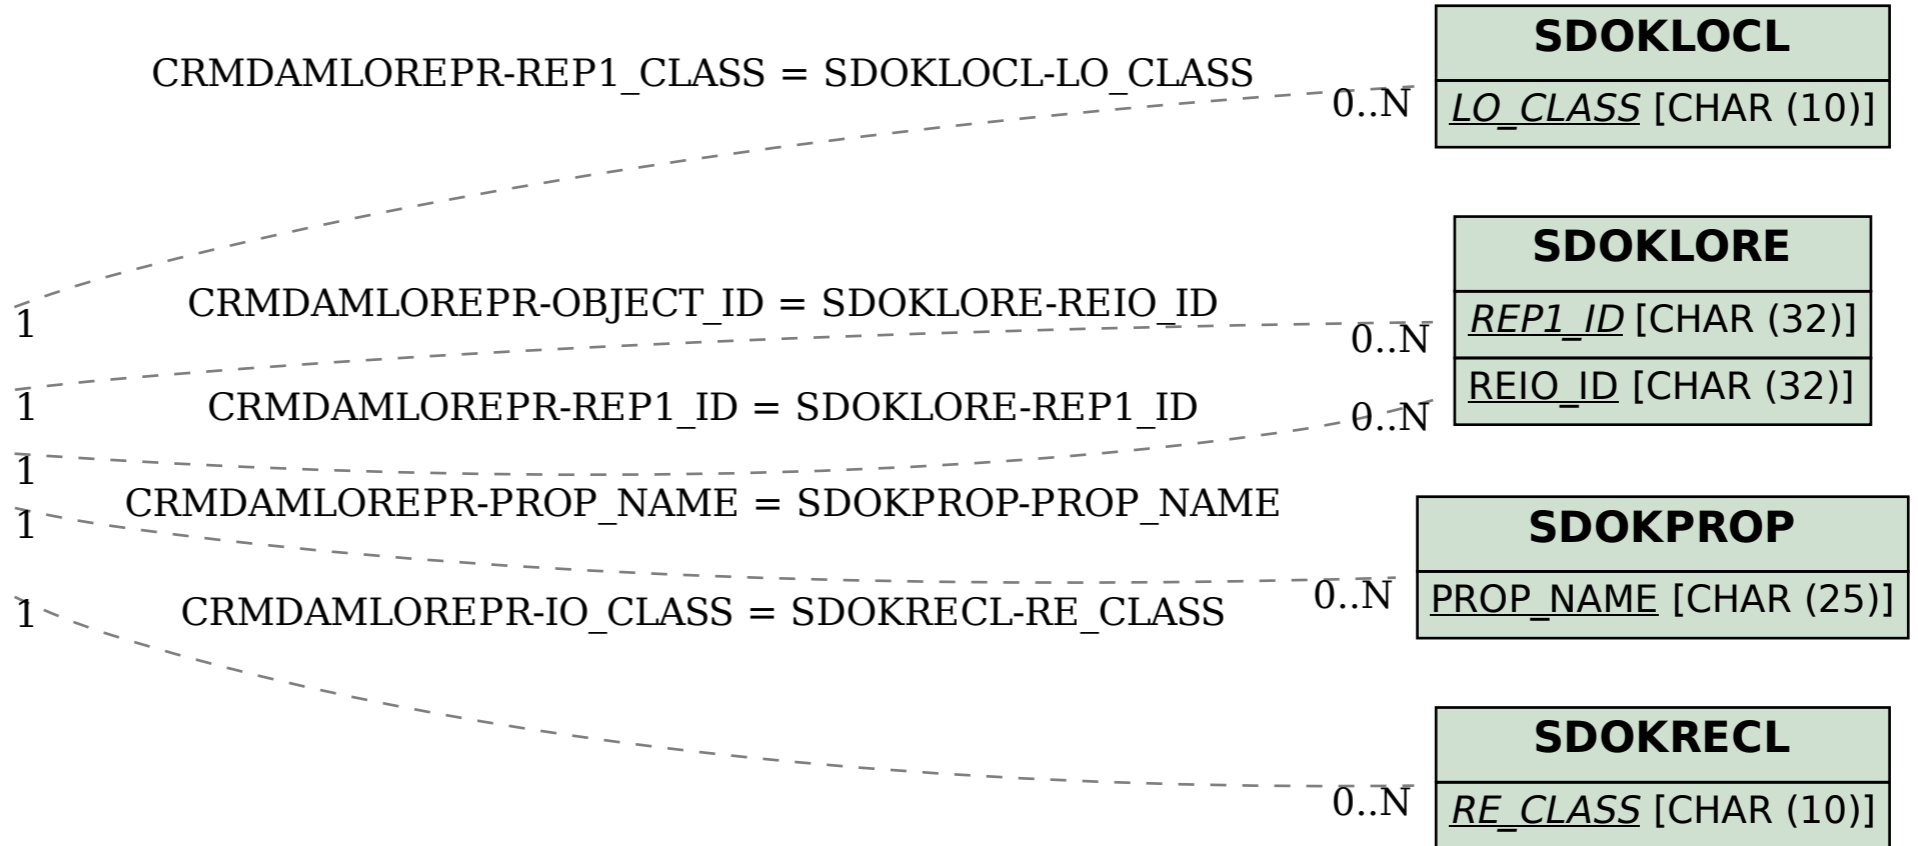 SDOKLOCL
CRMDAMLOREPR-REP1_CLASS = SDOKLOCL-LO_CLASS
0..N
LO_CLASS [CHAR (10)]
1
SDOKLORE
CRMDAMLOREPR-OBJECT_ID = SDOKLORE-REIO_ID
0..N
REP1_ID [CHAR (32)]
1
REIO_ID [CHAR (32)]
CRMDAMLOREPR-REP1_ID = SDOKLORE-REP1_ID
0..N
1
CRMDAMLOREPR-PROP_NAME = SDOKPROP-PROP_NAME
1
SDOKPROP
0..N
PROP_NAME [CHAR (25)]
CRMDAMLOREPR-IO_CLASS = SDOKRECL-RE_CLASS
1
SDOKRECL
0..N
RE_CLASS [CHAR (10)]